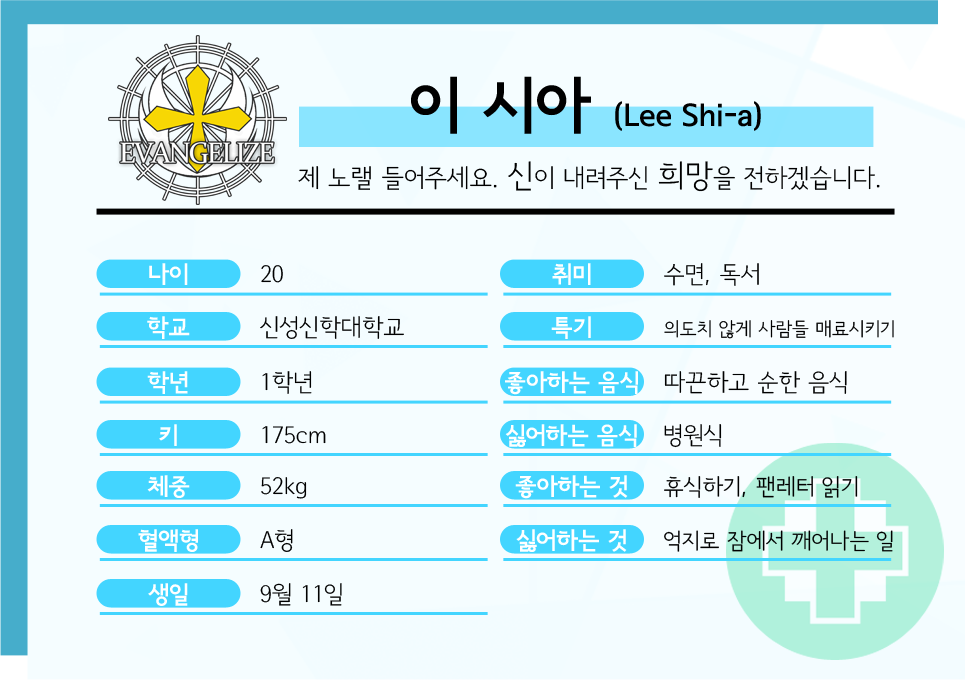 EVANGELIZE
이 시아 (Lee Shi-a)
제 노랠 들어주세요. 신이 내려주신 희망을 전하겠습니다.
나이 20
학교 신성신학대학교
학년 1학년
키 175cm
체중 52kg
혈액형 A형
생일 9월 11일
취미 수면, 독서
특기 의도치 않게 사람들 매료시키기
좋아하는 음식 따끈하고 순한 음식
싫어하는 음식 병원식
좋아하는 것 휴식하기, 팬레터 읽기
싫어하는 것 억지로 잠에서 깨어나는 일